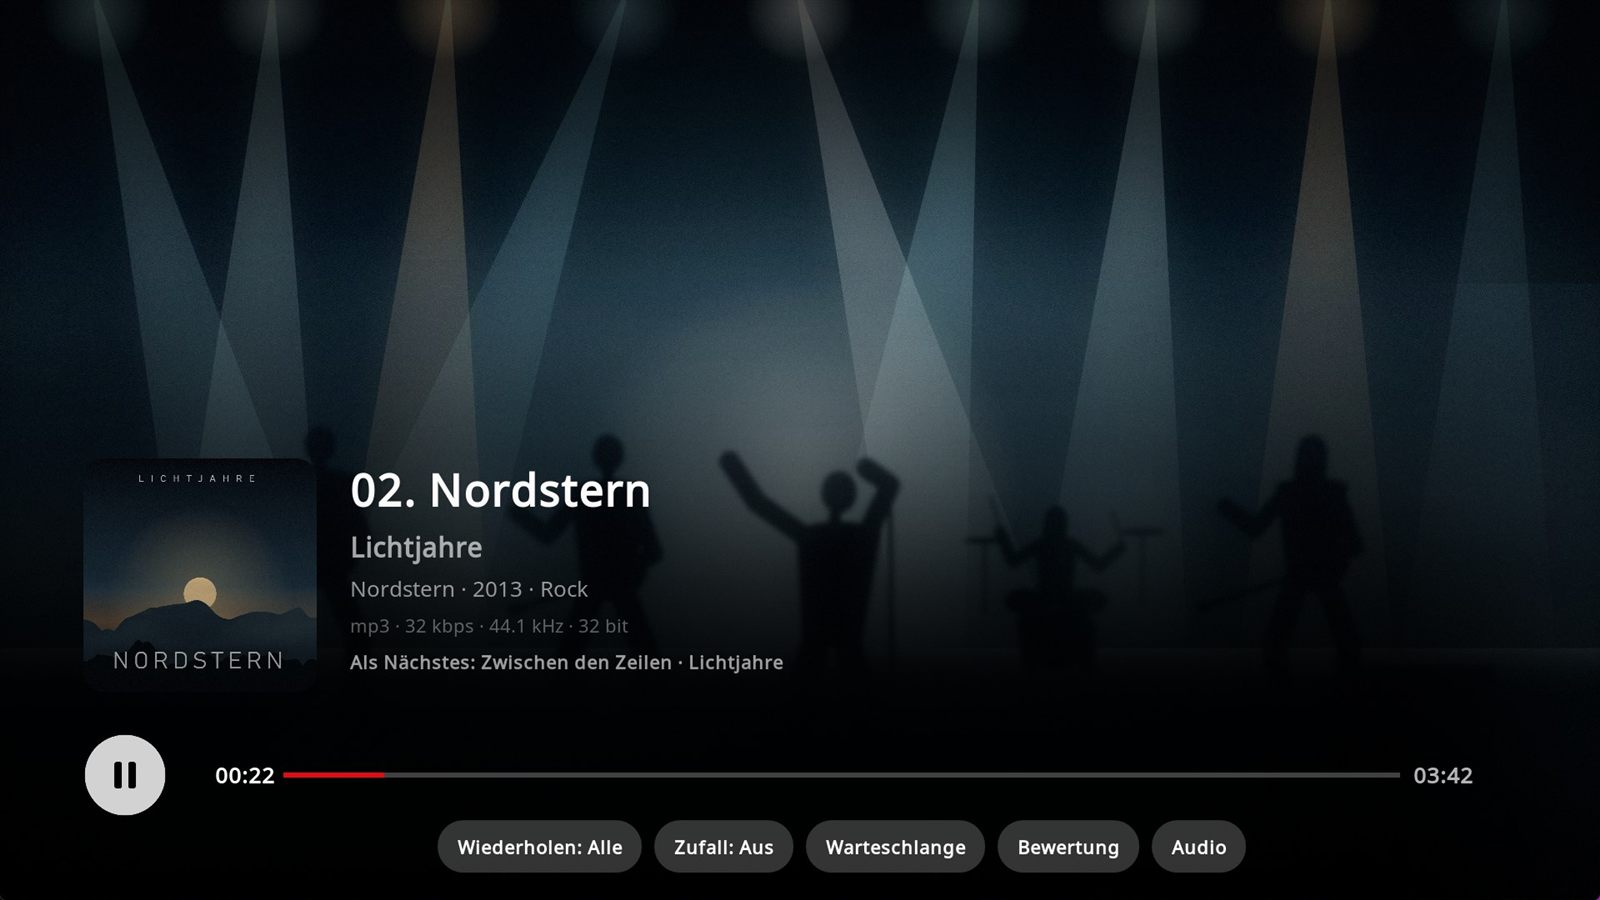 LICHTJAHRE
NORDSTERN
02. Nordstern
Lichtjahre
Nordstern · 2013 · Rock
mp3 · 32 kbps · 44.1 kHz · 32 bit
Als Nächstes: Zwischen den Zeilen · Lichtjahre
00:22
03:42
Wiederholen: Alle
Zufall: Aus
Warteschlange
Bewertung
Audio